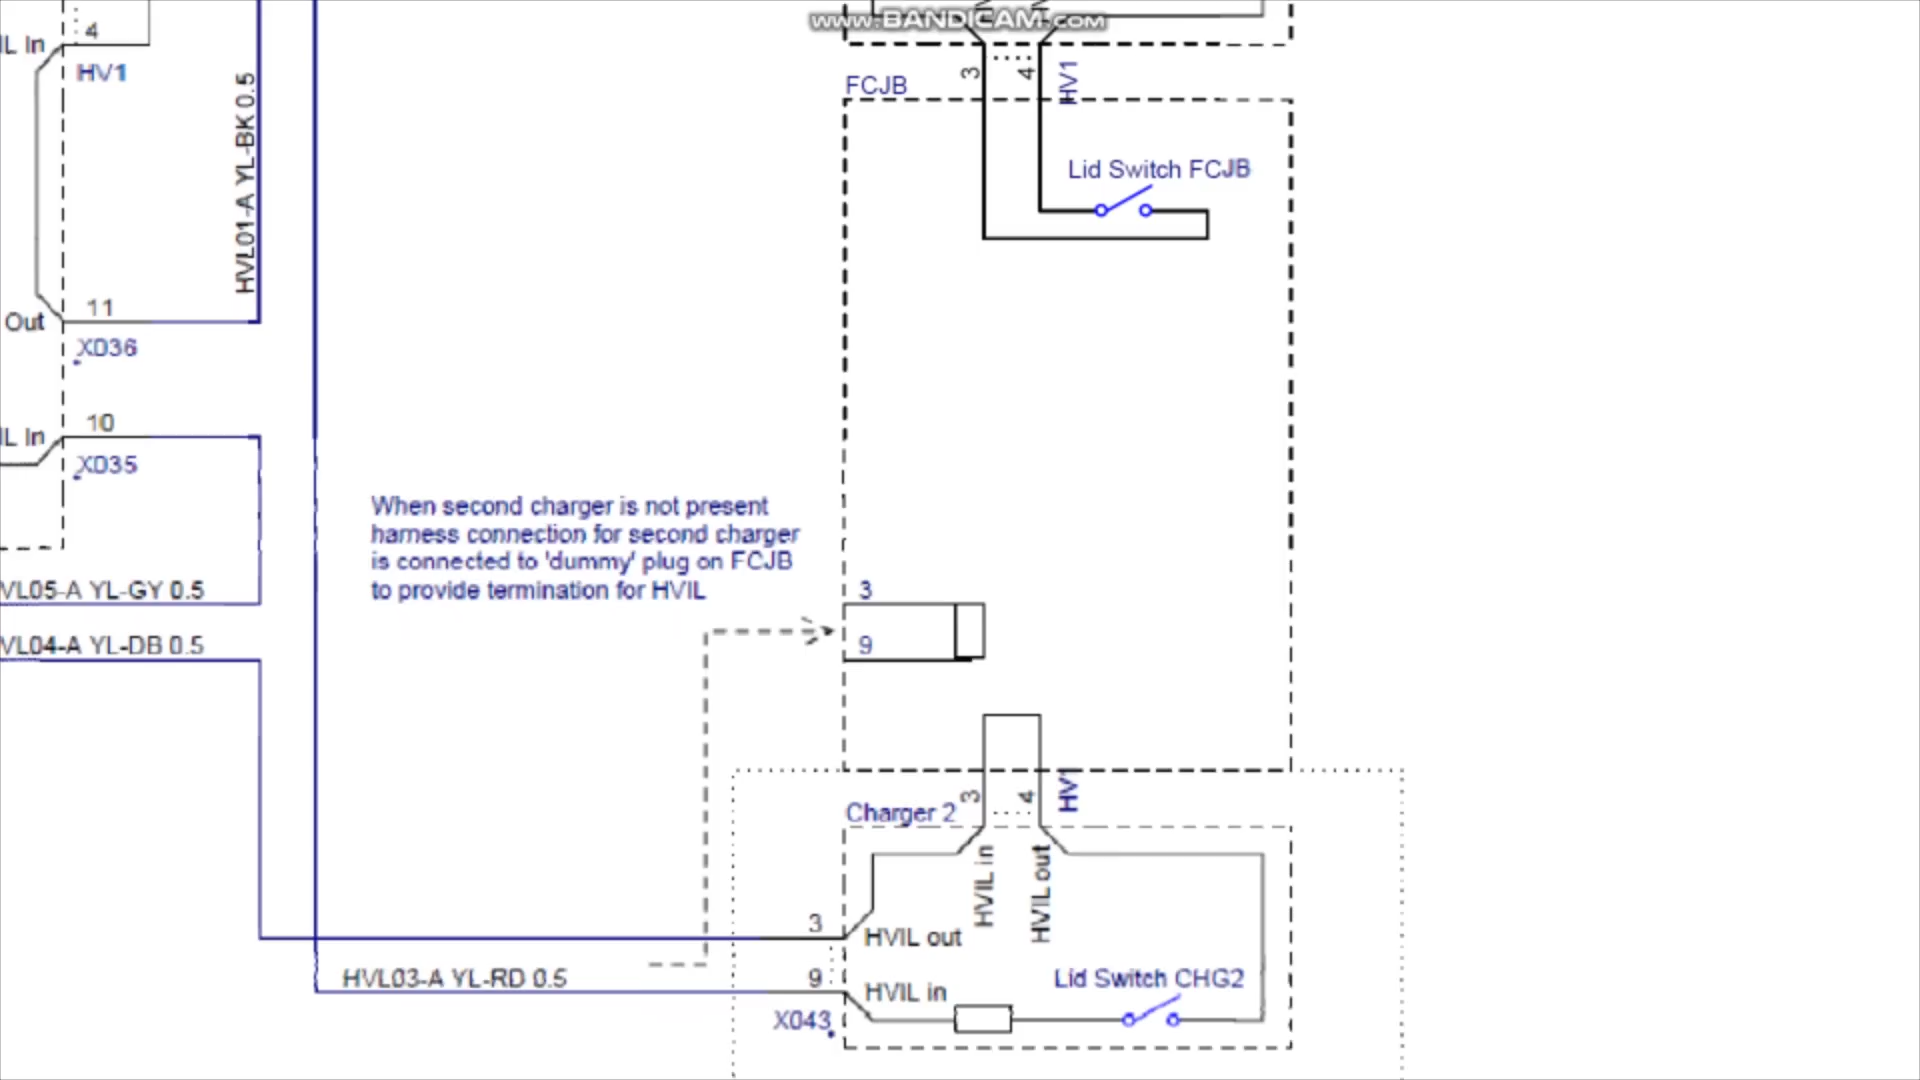 www.BANDICAM.com
4
IL In
HV1
HVL01-A YL-BK 0.5
11
Out
X036
10
IL In
X035
VL05-A YL-GY 0.5
VL04-A YL-DB 0.5
FCJB
3
4
HV1
Lid Switch FCJB
When second charger is not present
harness connection for second charger
is connected to 'dummy' plug on FCJB
to provide termination for HVIL
3
9
3
4
HV1
Charger 2
HVIL in
HVIL out
3
HVIL out
HVL03-A YL-RD 0.5
9
HVIL in
Lid Switch CHG2
X043